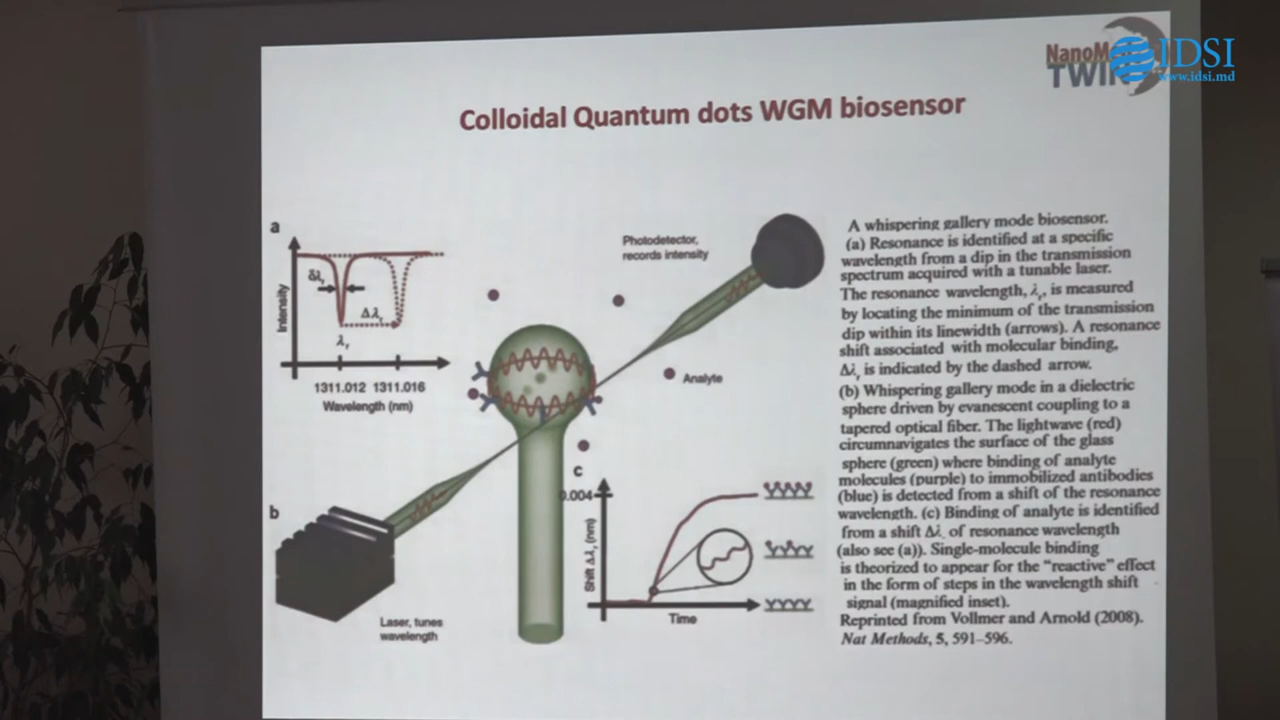 NanoM
TWI
IDSI
www.idsi.md
Colloidal Quantum dots WGM biosensor
a
Intensity
δλr
Δλr
λr
1311.012 1311.016
Wavelength (nm)
Photodetector,
records intensity
Analyte
b
Laser, tunes
wavelength
c
0.004
Shift Δλr (nm)
Time
A whispering gallery mode biosensor.
(a) Resonance is identified at a specific
wavelength from a dip in the transmission
spectrum acquired with a tunable laser.
The resonance wavelength, λr, is measured
by locating the minimum of the transmission
dip within its linewidth (arrows). A resonance
shift associated with molecular binding,
Δλr is indicated by the dashed arrow.
(b) Whispering gallery mode in a dielectric
sphere driven by evanescent coupling to a
tapered optical fiber. The lightwave (red)
circumnavigates the surface of the glass
sphere (green) where binding of analyte
molecules (purple) to immobilized antibodies
(blue) is detected from a shift of the resonance
wavelength. (c) Binding of analyte is identified
from a shift Δλr of resonance wavelength
(also see (a)). Single-molecule binding
is theorized to appear for the “reactive” effect
in the form of steps in the wavelength shift
signal (magnified inset).
Reprinted from Vollmer and Arnold (2008).
Nat Methods, 5, 591–596.